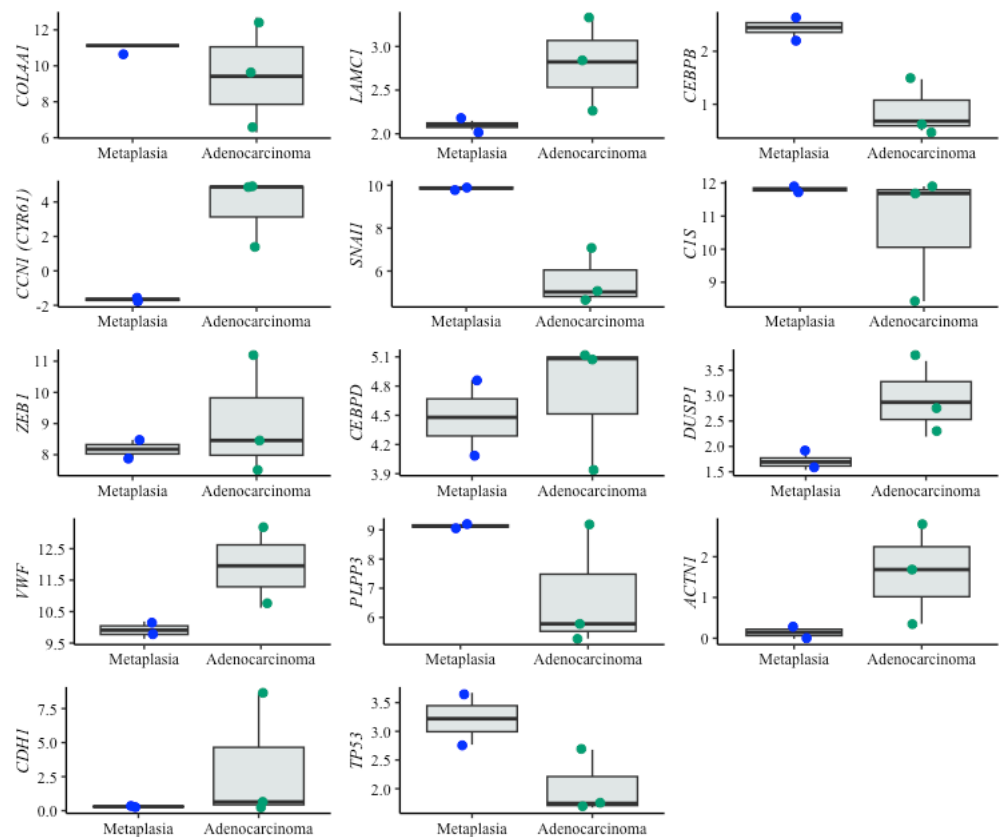 COL4A1
12
10
8
6
Metaplasia Adenocarcinoma
LAMC1
3.0
2.5
2.0
Metaplasia Adenocarcinoma
CEBPB
2
1
Metaplasia Adenocarcinoma
CCN1 (CYR61)
4
2
0
-2
Metaplasia Adenocarcinoma
SNAI1
10
8
6
Metaplasia Adenocarcinoma
C1S
12
11
10
9
Metaplasia Adenocarcinoma
ZEB1
11
10
9
8
Metaplasia Adenocarcinoma
CEBPD
5.1
4.8
4.5
4.2
3.9
Metaplasia Adenocarcinoma
DUSP1
3.5
3.0
2.5
2.0
1.5
Metaplasia Adenocarcinoma
VWF
12.5
11.5
10.5
9.5
Metaplasia Adenocarcinoma
PLPP3
9
8
7
6
Metaplasia Adenocarcinoma
ACTN1
2
1
0
Metaplasia Adenocarcinoma
CDH1
7.5
5.0
2.5
0.0
Metaplasia Adenocarcinoma
TP53
3.5
3.0
2.5
2.0
Metaplasia Adenocarcinoma